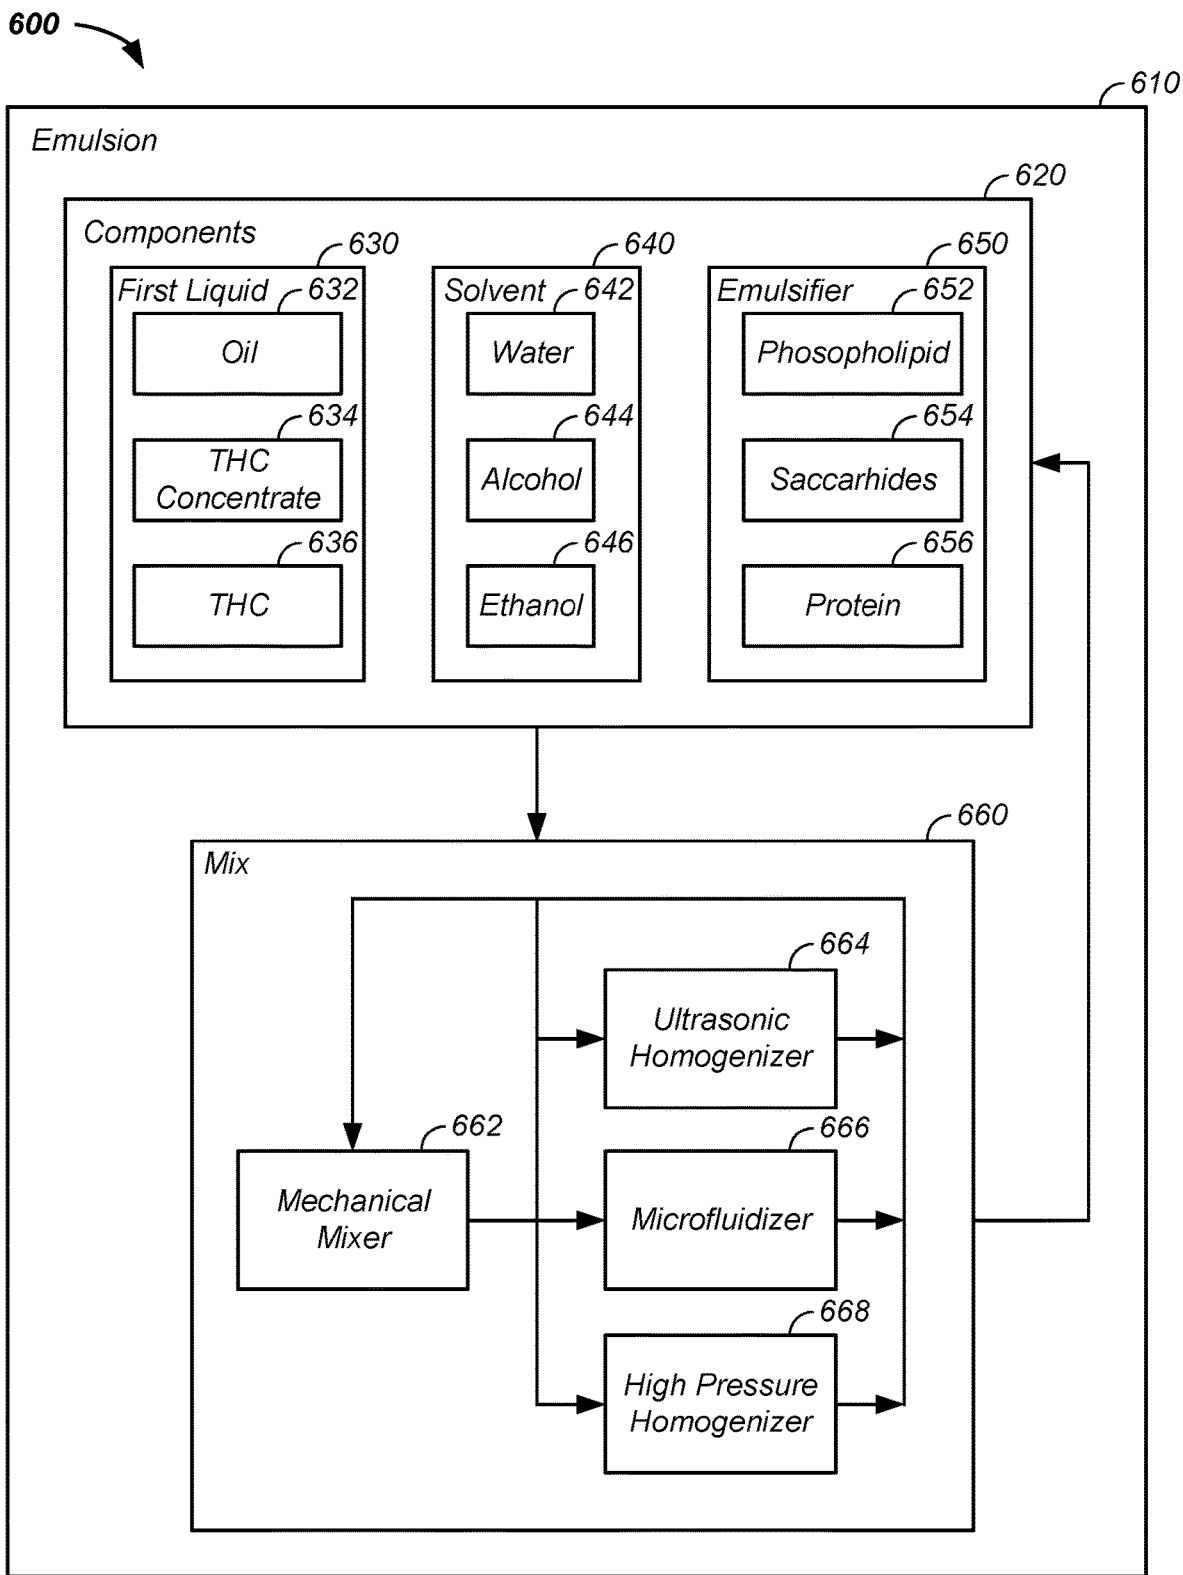 600
610
Emulsion
620
Components
630
640
650
First Liquid
632
Solvent
642
Emulsifier
652
Oil
Water
Phosopholipid
634
644
654
THC
Concentrate
Alcohol
Saccarhides
636
646
656
THC
Ethanol
Protein
660
Mix
664
Ultrasonic
Homogenizer
662
Mechanical
Mixer
666
Microfluidizer
668
High Pressure
Homogenizer